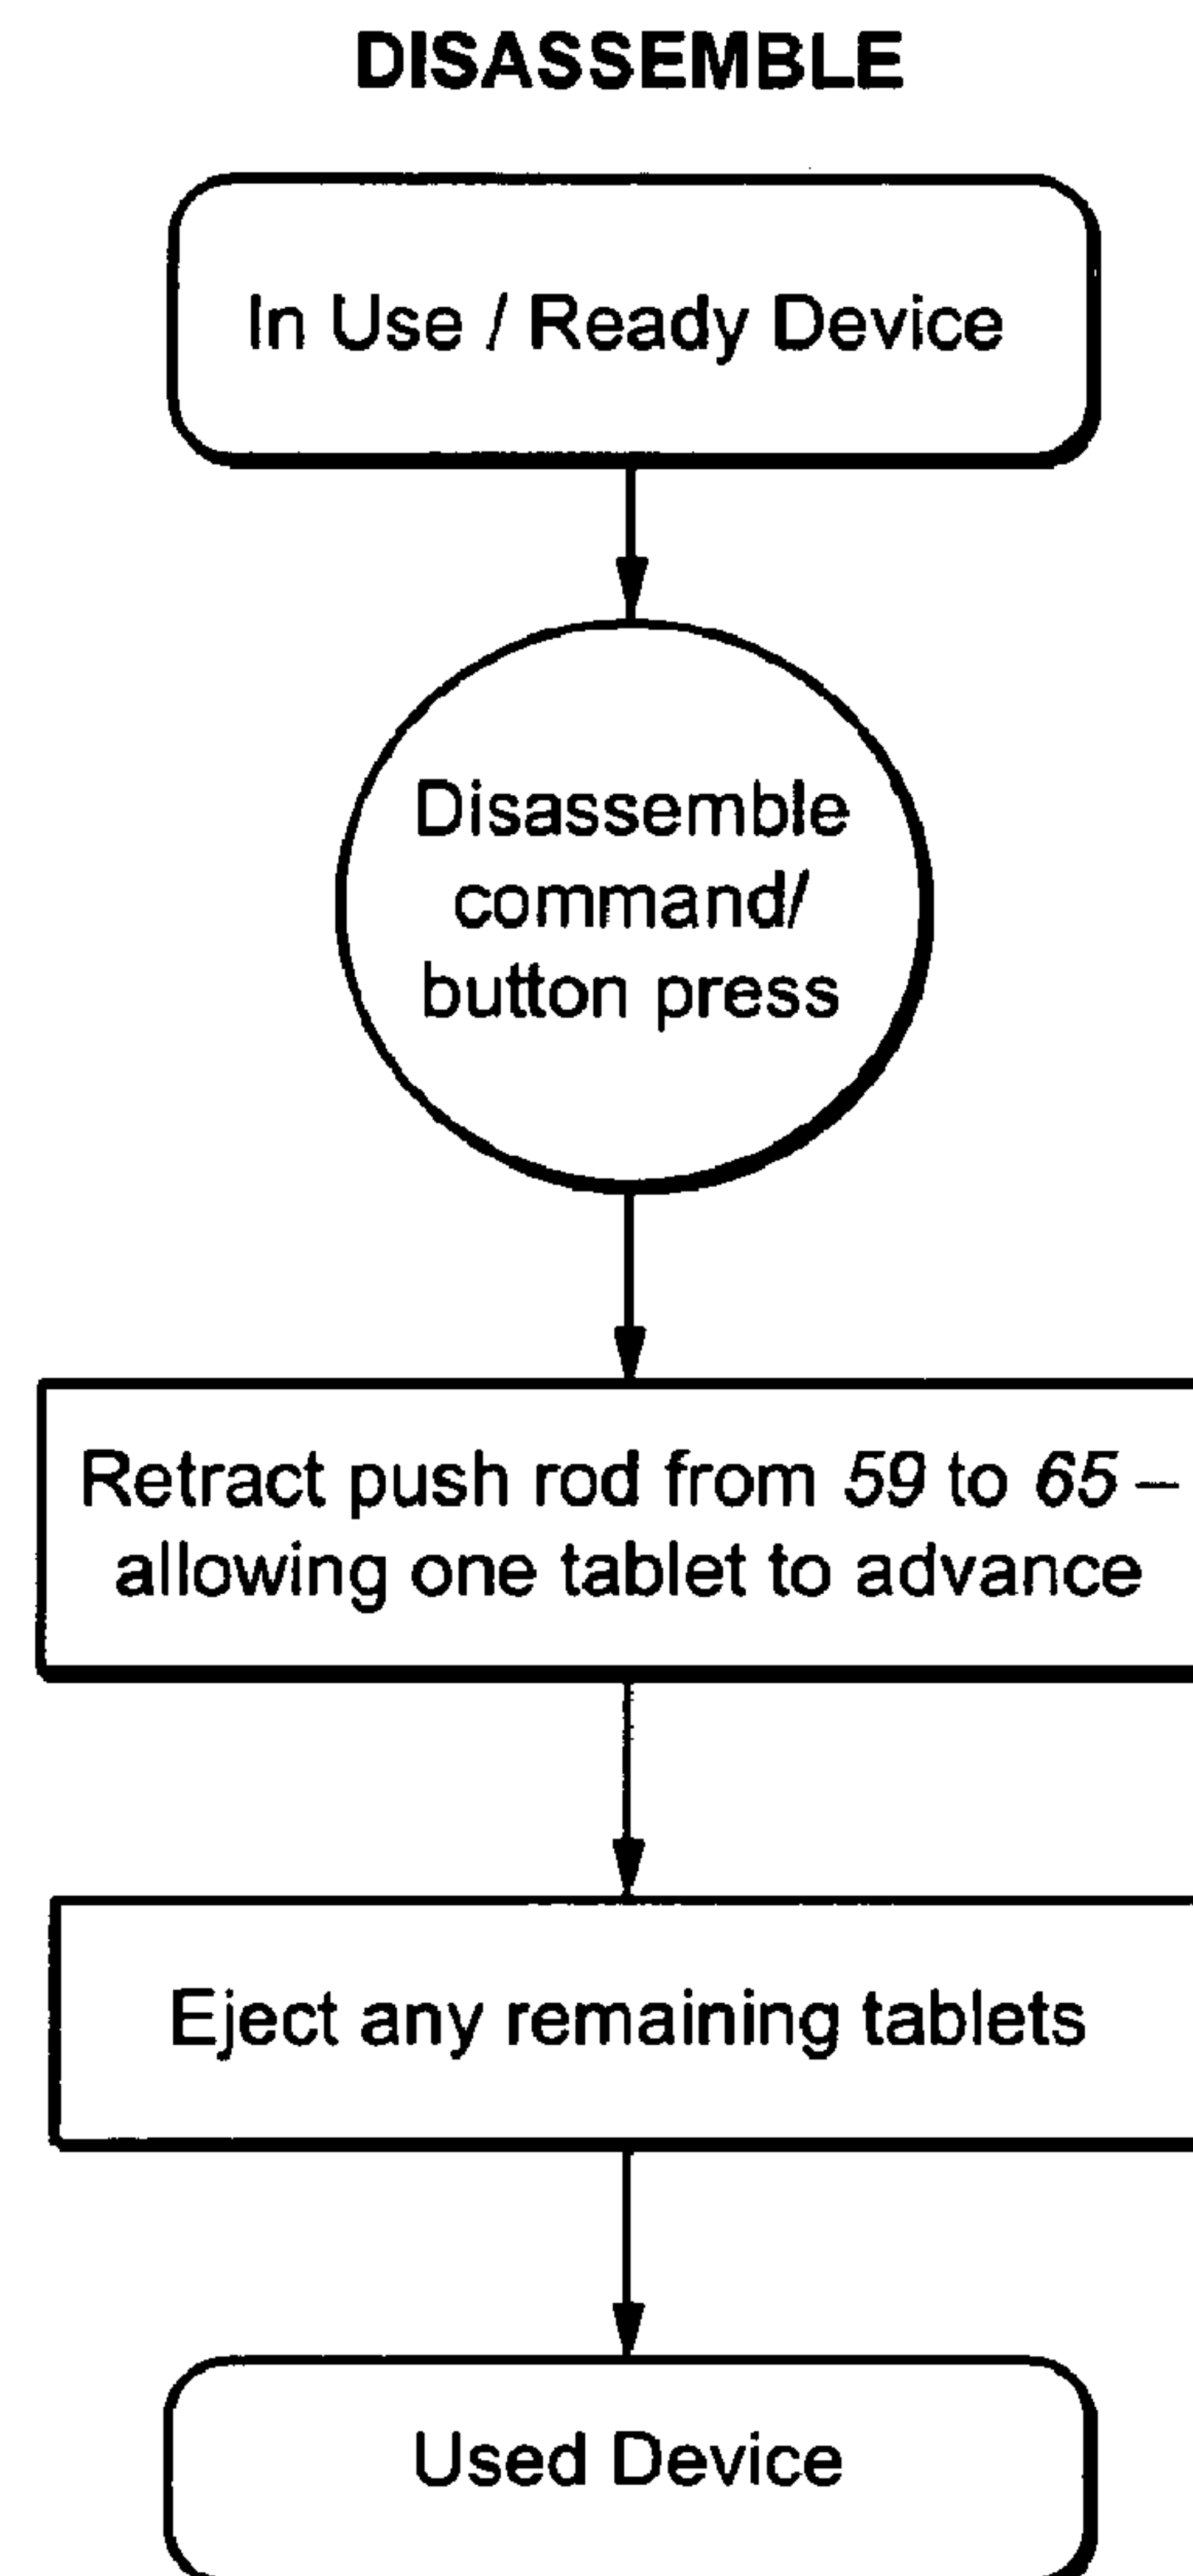 DISASSEMBLE
In Use / Ready Device
Disassemble
command/
button press
Retract push rod from 59 to 65 –
allowing one tablet to advance
Eject any remaining tablets
Used Device